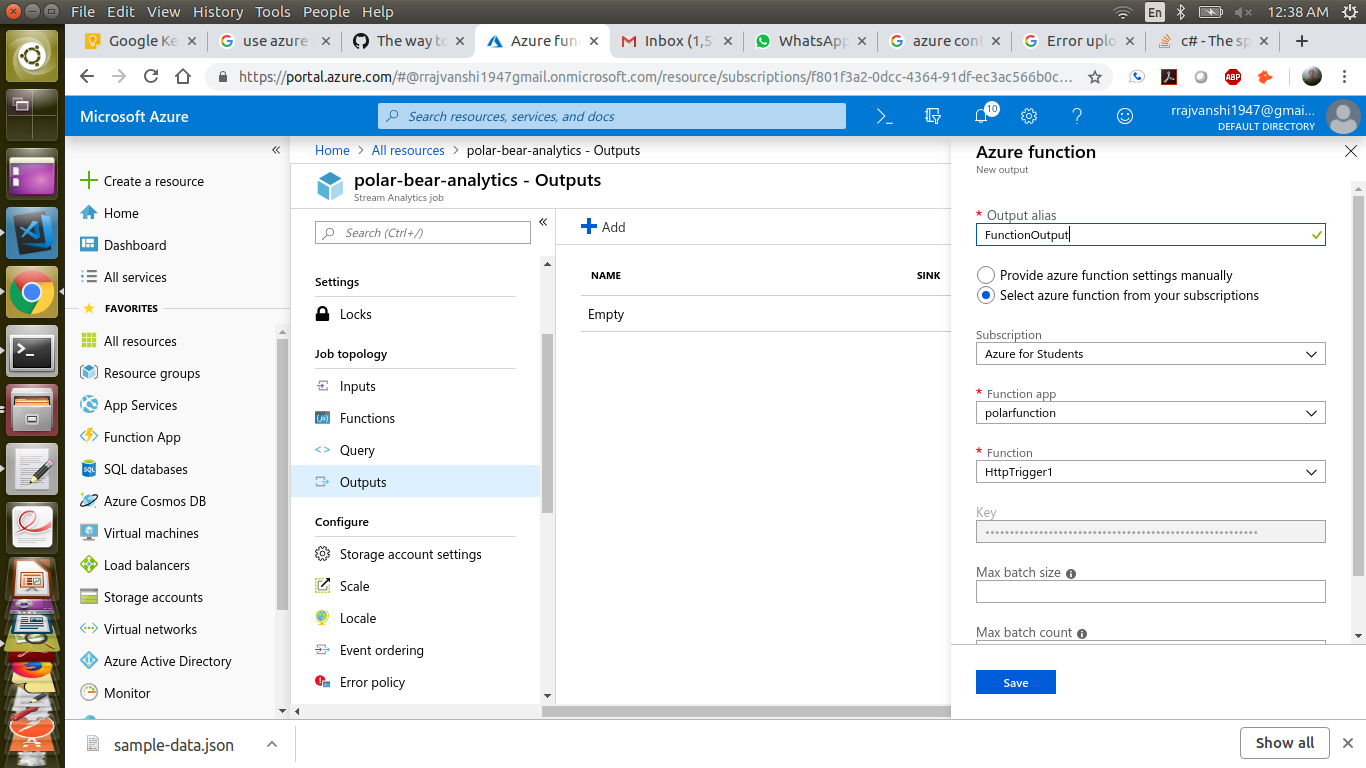 File Edit View History Tools People Help
En
12:38 AM
Google Ke
use azure
The way to
Azure fun
Inbox (1,5
WhatsApp
azure con
Error uplo
c# - The sp
https://portal.azure.com/#@rrajvanshi1947gmail.onmicrosoft.com/resource/subscriptions/f801f3a2-0dcc-4364-91df-ec3ac566b0c...
ABP
Microsoft Azure
Search resources, services, and docs
10
rrajvanshi1947@gmai...
DEFAULT DIRECTORY
Create a resource
Home
Dashboard
All services
FAVORITES
All resources
Resource groups
App Services
Function App
SQL databases
Azure Cosmos DB
Virtual machines
Load balancers
Storage accounts
Virtual networks
Azure Active Directory
Monitor
Home > All resources > polar-bear-analytics - Outputs
polar-bear-analytics - Outputs
Stream Analytics job
Search (Ctrl+/)
Settings
Locks
Job topology
Inputs
Functions
Query
Outputs
Configure
Storage account settings
Scale
Locale
Event ordering
Error policy
Add
NAME SINK
Empty
Azure function
New output
* Output alias
FunctionOutput
Provide azure function settings manually
Select azure function from your subscriptions
Subscription
Azure for Students
* Function app
polarfunction
* Function
HttpTrigger1
Key
Max batch size
Max batch count
Save
sample-data.json
Show all